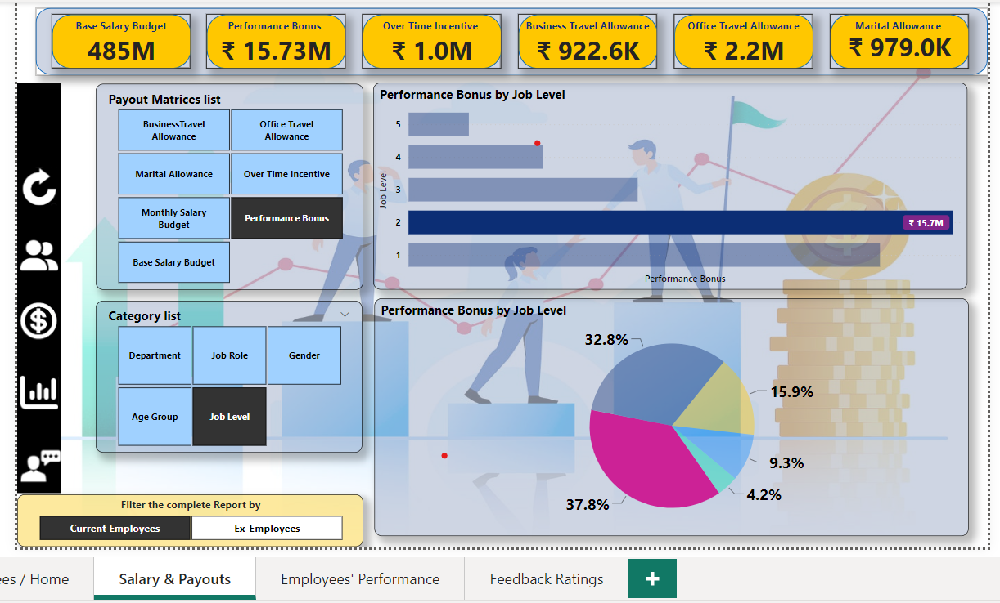 Base Salary Budget
485M
Performance Bonus
₹ 15.73M
Over Time Incentive
₹ 1.0M
Business Travel Allowance
₹ 922.6K
Office Travel Allowance
₹ 2.2M
Marital Allowance
₹ 979.0K
Payout Matrices list
BusinessTravel
Allowance
Office Travel
Allowance
Marital Allowance
Over Time Incentive
Monthly Salary
Budget
Performance Bonus
Base Salary Budget
Performance Bonus by Job Level
Job Level
5
4
3
2
₹ 15.7M
1
Performance Bonus
Category list
Department
Job Role
Gender
Age Group
Job Level
Performance Bonus by Job Level
32.8%
15.9%
9.3%
4.2%
37.8%
Filter the complete Report by
Current Employees
Ex-Employees
ees / Home
Salary & Payouts
Employees' Performance
Feedback Ratings